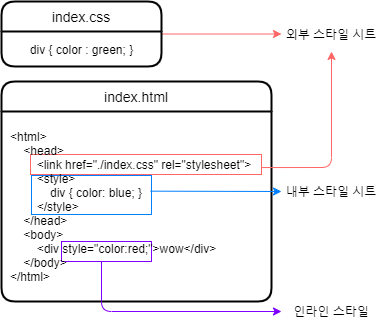 index.css
div { color : green; }
외부 스타일 시트
index.html
<html>
<head>
<link href="./index.css" rel="stylesheet">
<style>
div { color: blue; }
내부 스타일 시트
</style>
</head>
<body>
<div style="color:red;">wow</div>
</body>
</html>
인라인 스타일